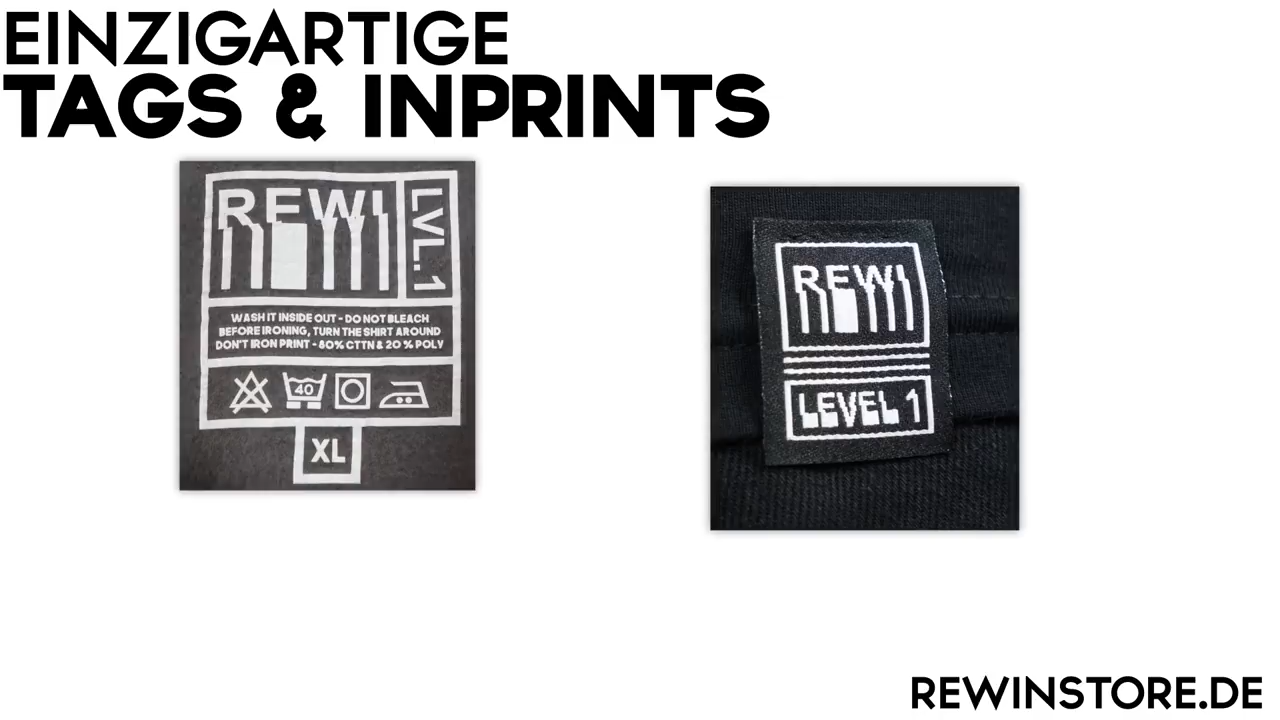 EINZIGARTIGE
TAGS & INPRINTS
REWI
LVL.1
WASH IT INSIDE OUT - DO NOT BLEACH
BEFORE IRONING, TURN THE SHIRT AROUND
DON'T IRON PRINT - 80% CTTN & 20 % POLY
40
XL
REWI
LEVEL 1
REWINSTORE.DE